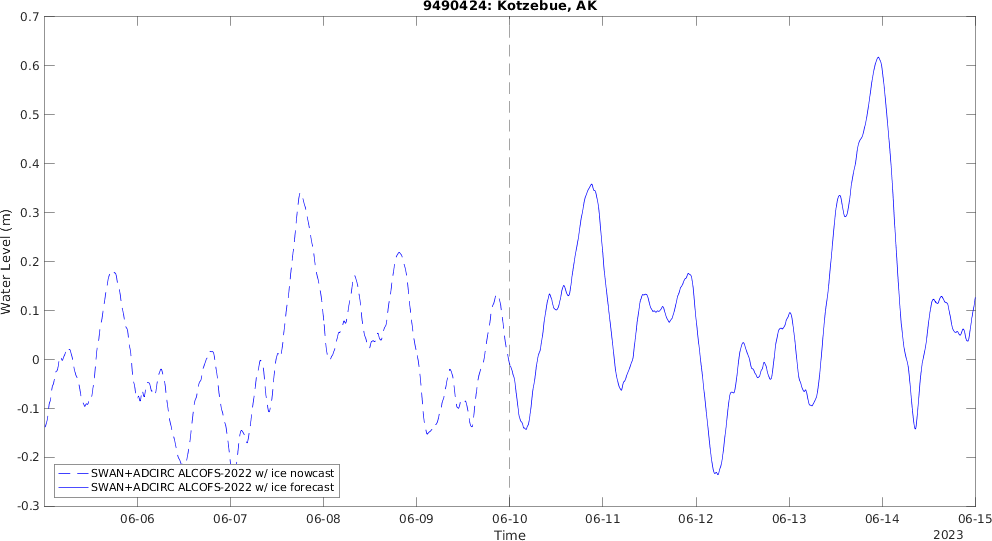 9490424: Kotzebue, AK
0.7
0.6
0.5
0.4
0.3
0.2
0.1
0
-0.1
-0.2
-0.3
Water Level (m)
SWAN+ADCIRC ALCOFS-2022 w/ ice nowcast
SWAN+ADCIRC ALCOFS-2022 w/ ice forecast
06-06 06-07 06-08 06-09 06-10 06-11 06-12 06-13 06-14 06-15
Time
2023